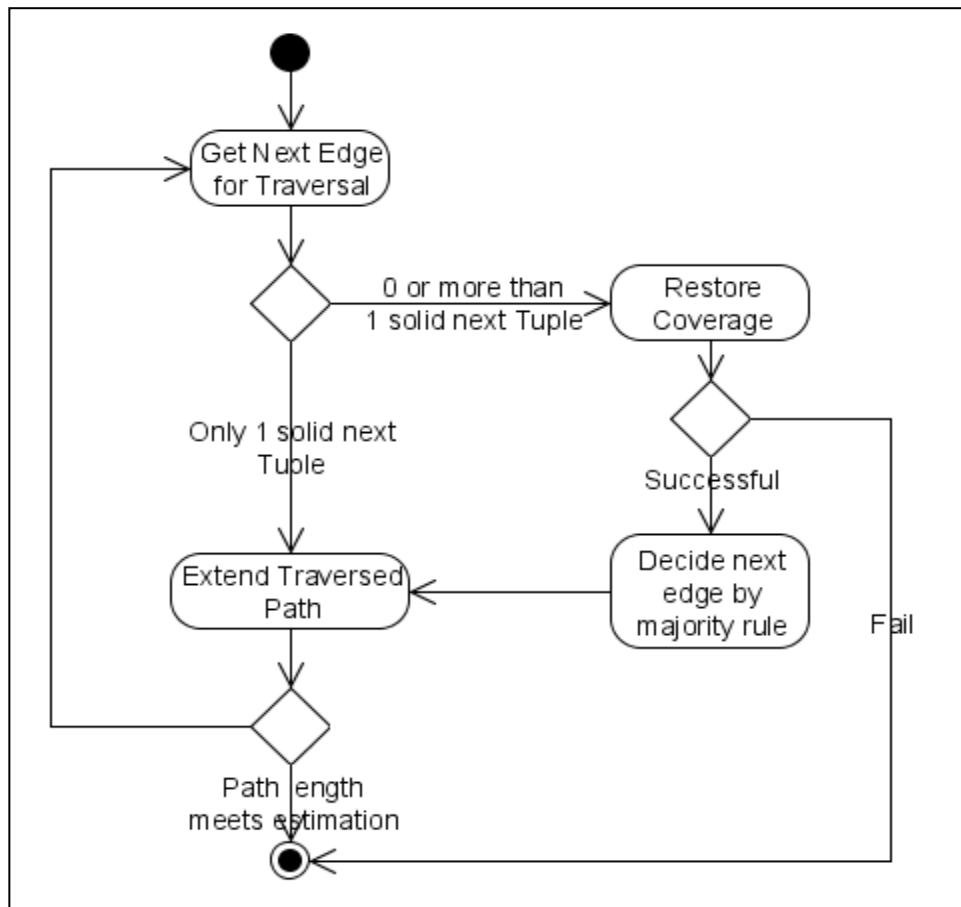 Get Next Edge
for Traversal
0 or more than
1 solid next Tuple
Restore
Coverage
Only 1 solid next
Tuple
Successful
Extend Traversed
Path
Decide next
edge by
majority rule
Fail
Path length
meets estimation